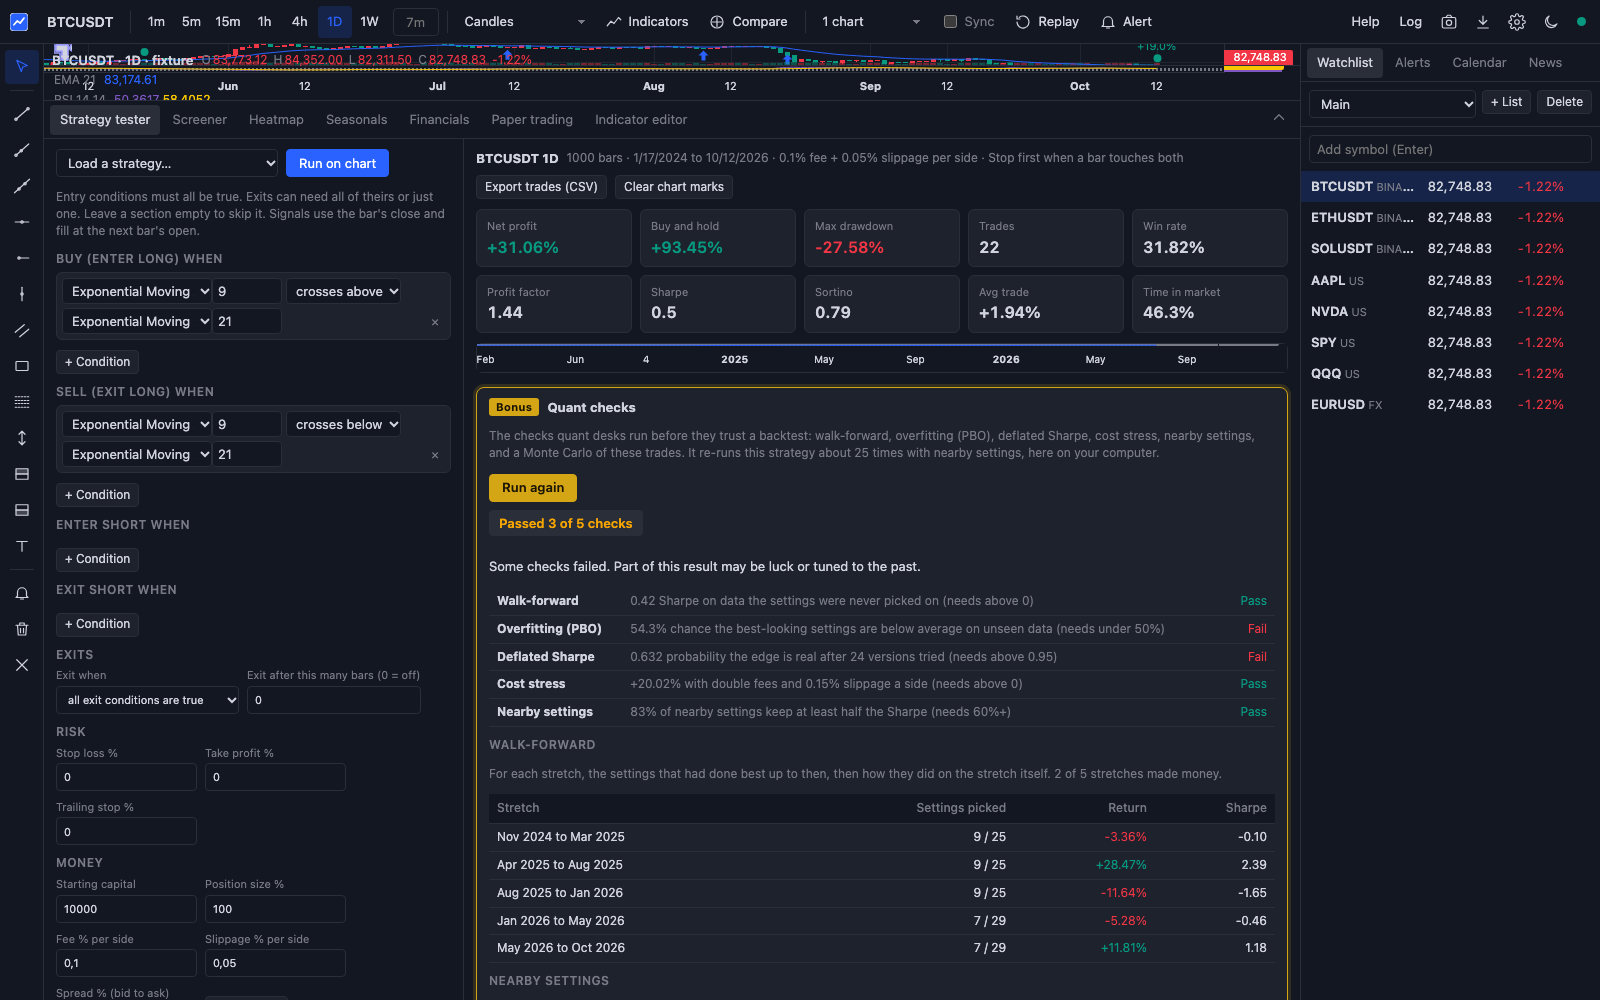 BTCUSDT
1m 5m 15m 1h 4h 1D 1W 7m
Candles
Indicators
Compare
1 chart
Sync
Replay
Alert
Help
Log
BTCUSDT · 1D · fixture O 83,773.12 H 84,352.00 L 82,311.50 C 82,748.83 -1.22%
EMA 21 83,174.61
RSI 14 14 50.3617 58.4052
+19.0%
82,748.83
12 Jun 12 Jul 12 Aug 12 Sep 12 Oct 12
Strategy tester Screener Heatmap Seasonals Financials Paper trading Indicator editor
Load a strategy...
Run on chart
Entry conditions must all be true. Exits can need all of theirs or just
one. Leave a section empty to skip it. Signals use the bar's close and
fill at the next bar's open.
BUY (ENTER LONG) WHEN
Exponential Moving 9 crosses above
Exponential Moving 21 ×
+ Condition
SELL (EXIT LONG) WHEN
Exponential Moving 9 crosses below
Exponential Moving 21 ×
+ Condition
ENTER SHORT WHEN
+ Condition
EXIT SHORT WHEN
+ Condition
EXITS
Exit when Exit after this many bars (0 = off)
all exit conditions are true 0
RISK
Stop loss % Take profit %
0 0
Trailing stop %
0
MONEY
Starting capital Position size %
10000 100
Fee % per side Slippage % per side
0,1 0,05
Spread % (bid to ask)
BTCUSDT 1D 1000 bars · 1/17/2024 to 10/12/2026 · 0.1% fee + 0.05% slippage per side · Stop first when a bar touches both
Export trades (CSV) Clear chart marks
Net profit Buy and hold Max drawdown Trades Win rate
+31.06% +93.45% -27.58% 22 31.82%
Profit factor Sharpe Sortino Avg trade Time in market
1.44 0.5 0.79 +1.94% 46.3%
Feb Jun 4 2025 May Sep 2026 May Sep
Bonus Quant checks
The checks quant desks run before they trust a backtest: walk-forward, overfitting (PBO), deflated Sharpe, cost stress, nearby settings,
and a Monte Carlo of these trades. It re-runs this strategy about 25 times with nearby settings, here on your computer.
Run again
Passed 3 of 5 checks
Some checks failed. Part of this result may be luck or tuned to the past.
Walk-forward 0.42 Sharpe on data the settings were never picked on (needs above 0) Pass
Overfitting (PBO) 54.3% chance the best-looking settings are below average on unseen data (needs under 50%) Fail
Deflated Sharpe 0.632 probability the edge is real after 24 versions tried (needs above 0.95) Fail
Cost stress +20.02% with double fees and 0.15% slippage a side (needs above 0) Pass
Nearby settings 83% of nearby settings keep at least half the Sharpe (needs 60%+) Pass
WALK-FORWARD
For each stretch, the settings that had done best up to then, then how they did on the stretch itself. 2 of 5 stretches made money.
Stretch Settings picked Return Sharpe
Nov 2024 to Mar 2025 9 / 25 -3.36% -0.10
Apr 2025 to Aug 2025 9 / 25 +28.47% 2.39
Aug 2025 to Jan 2026 9 / 25 -11.64% -1.65
Jan 2026 to May 2026 7 / 29 -5.28% -0.46
May 2026 to Oct 2026 7 / 29 +11.81% 1.18
NEARBY SETTINGS
Watchlist Alerts Calendar News
Main + List Delete
Add symbol (Enter)
BTCUSDT BINA... 82,748.83 -1.22%
ETHUSDT BINA... 82,748.83 -1.22%
SOLUSDT BINA... 82,748.83 -1.22%
AAPL US 82,748.83 -1.22%
NVDA US 82,748.83 -1.22%
SPY US 82,748.83 -1.22%
QQQ US 82,748.83 -1.22%
EURUSD FX 82,748.83 -1.22%